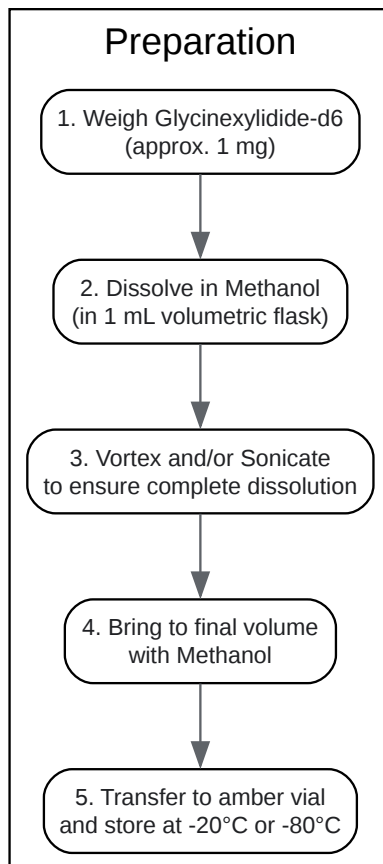 Preparation
1. Weigh Glycinexylidide-d6
(approx. 1 mg)
2. Dissolve in Methanol
(in 1 mL volumetric flask)
3. Vortex and/or Sonicate
to ensure complete dissolution
4. Bring to final volume
with Methanol
5. Transfer to amber vial
and store at -20°C or -80°C